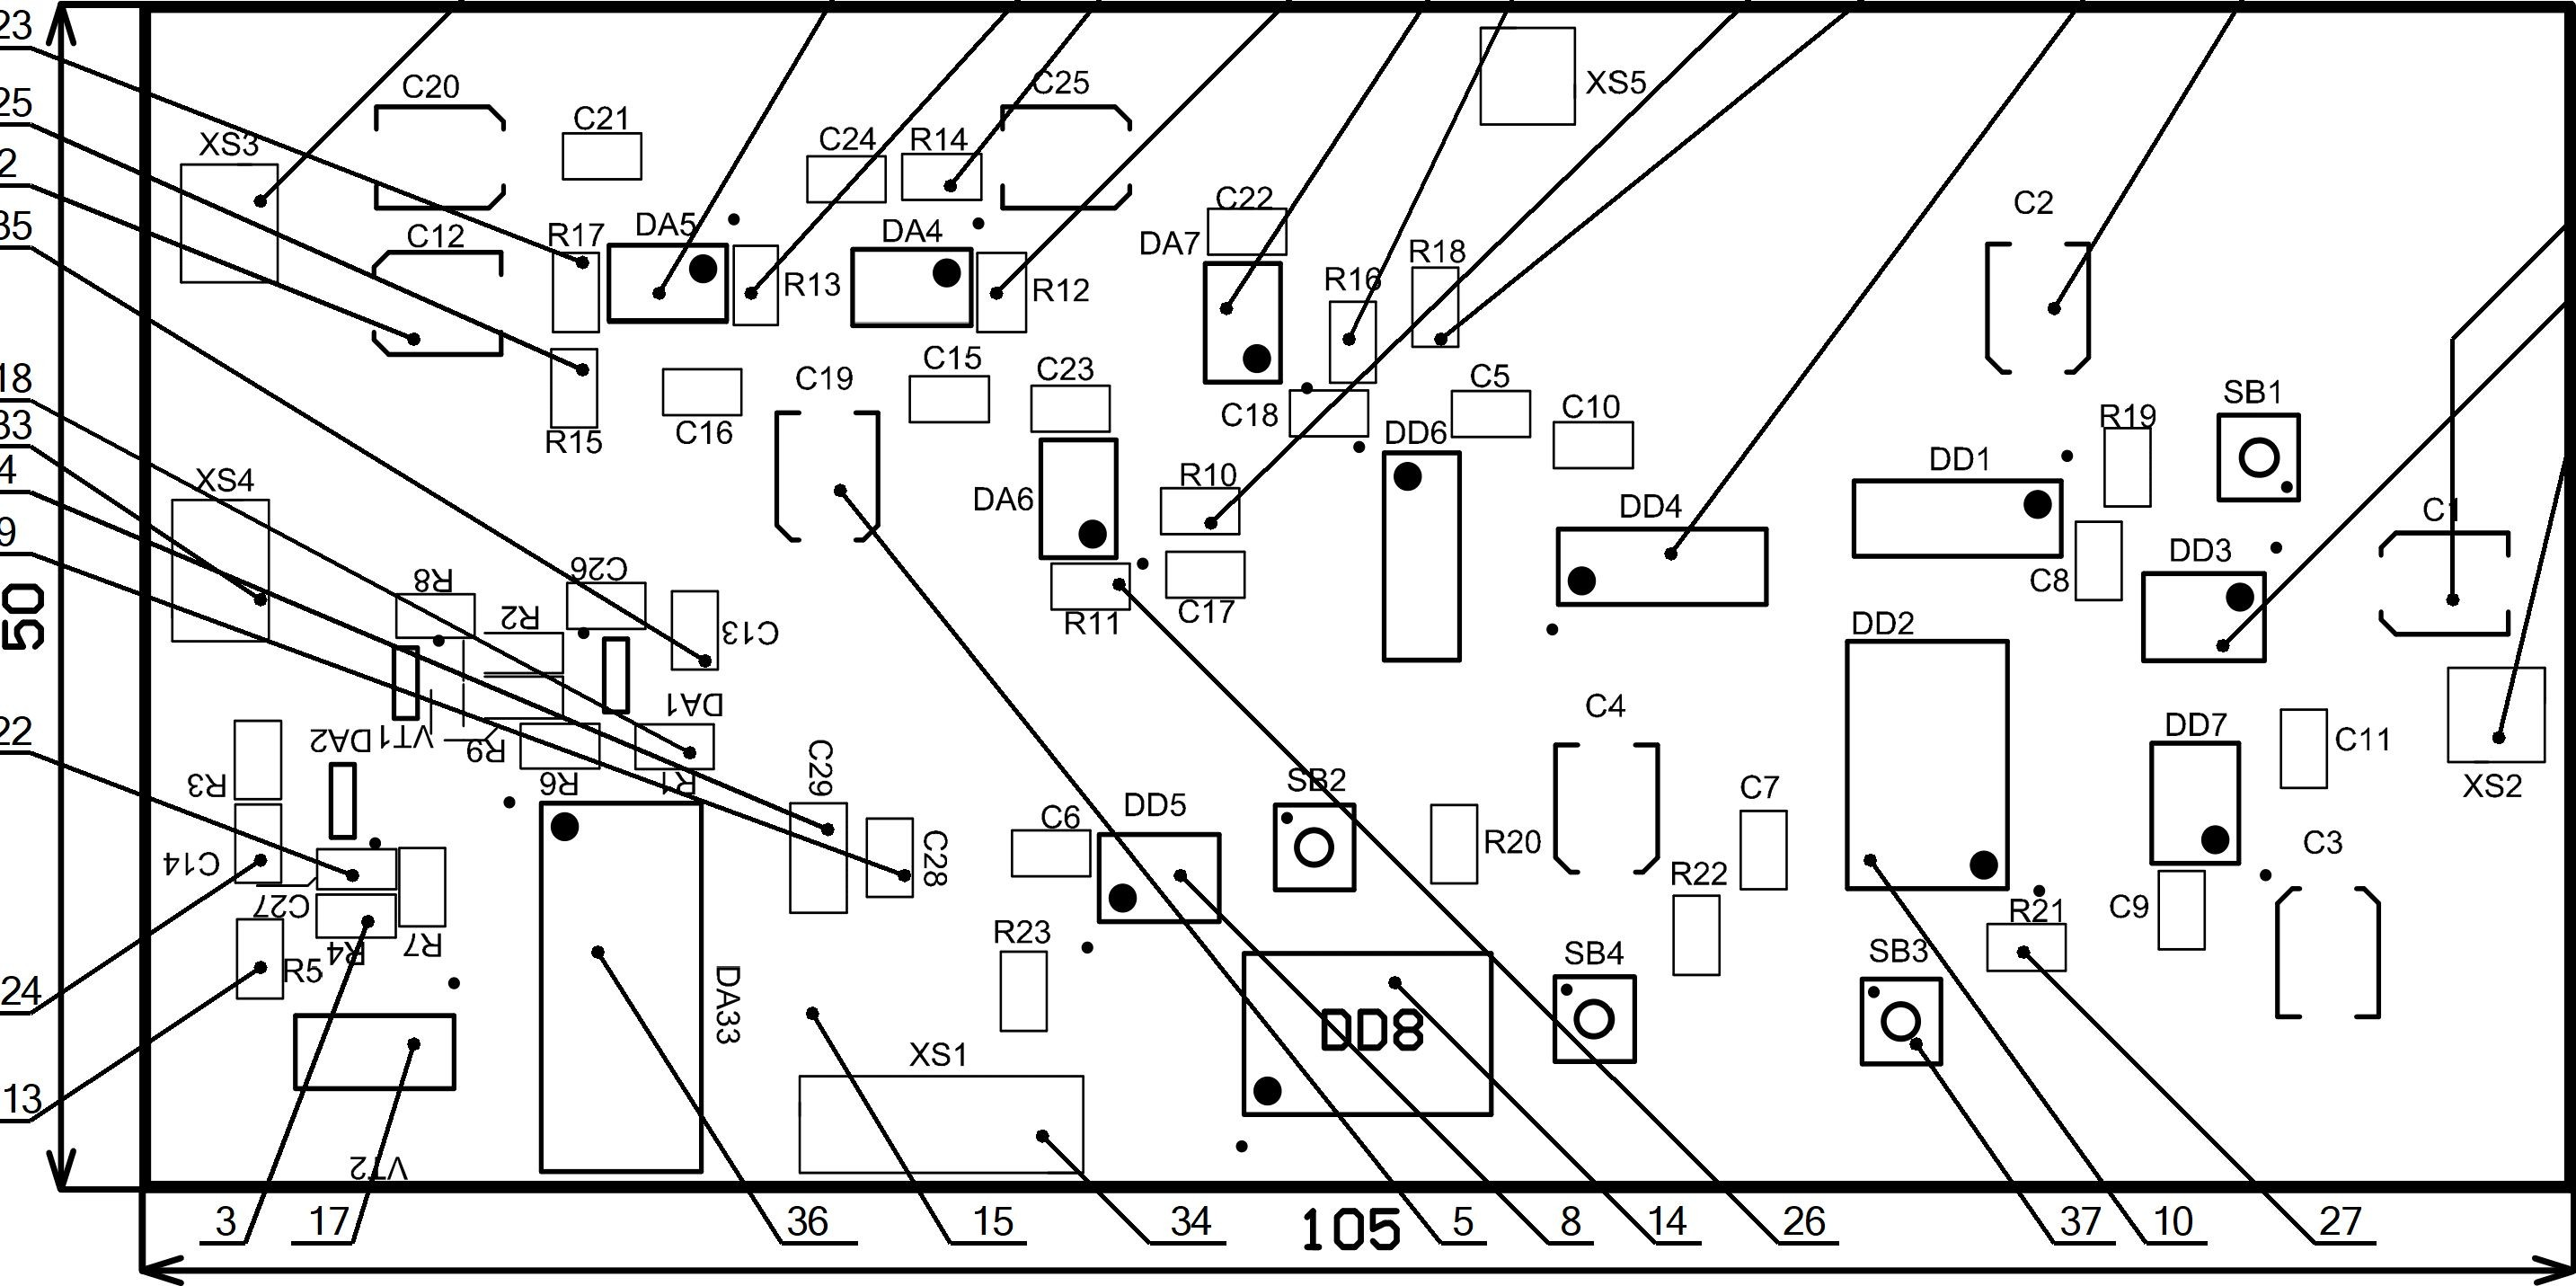 23
C20
C25
XS5
25
C21
XS3
C24
R14
2
C22
C2
35
C12
R17
DA5
DA4
DA7
R18
R13
R12
R16
18
C19
C15
C23
C5
C16
R15
C18
C10
R19
SB1
33
DD6
4
XS4
R10
DA6
DD4
DD1
C1
9
C26
R8
DD3
C8
R2
C17
R11
C13
DD2
50
22
DA1
C4
DA2
VT1
R9
DD7
C11
R3
R6
R1
C29
SB2
C7
XS2
C6
DD5
R20
C3
C14
C28
R22
C27
R21
C9
R4
R7
R23
SB4
SB3
24
R5
DA33
DD8
XS1
13
VT2
3
17
36
15
34
105
5
8
14
26
37
10
27